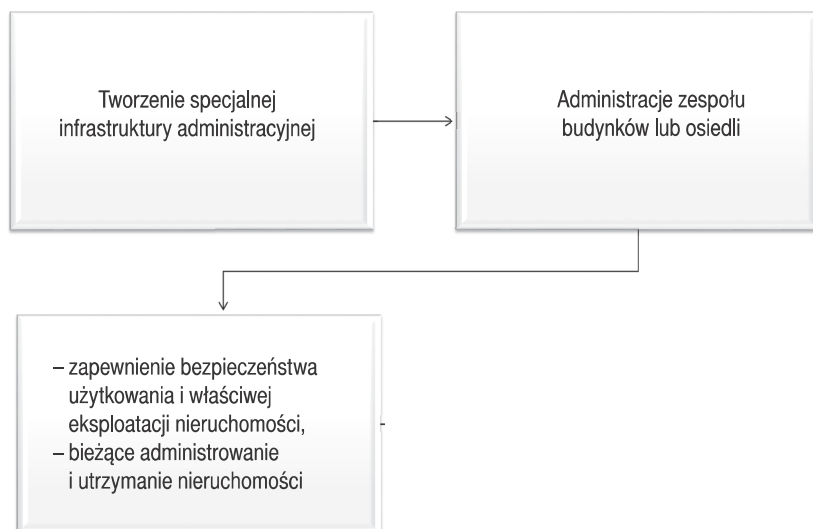 Tworzenie specjalnej
infrastruktury administracyjnej
Administracje zespołu
budynków lub osiedli
– zapewnienie bezpieczeństwa
użytkowania i właściwej
eksploatacji nieruchomości,
– bieżące administrowanie
i utrzymanie nieruchomości